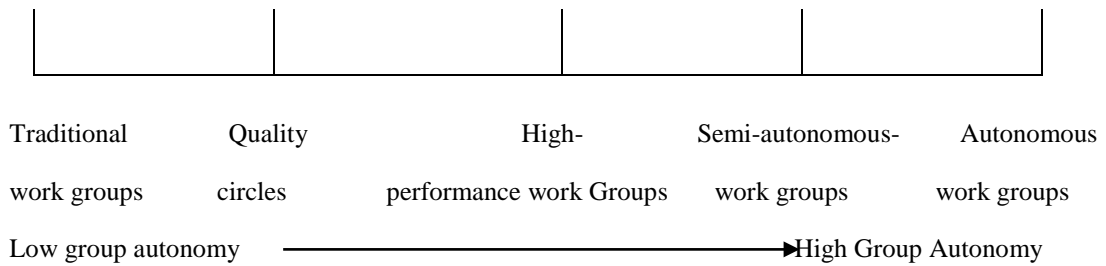 Traditional Quality High- Semi-autonomous- Autonomous
work groups circles performance work Groups work groups work groups
Low group autonomy High Group Autonomy